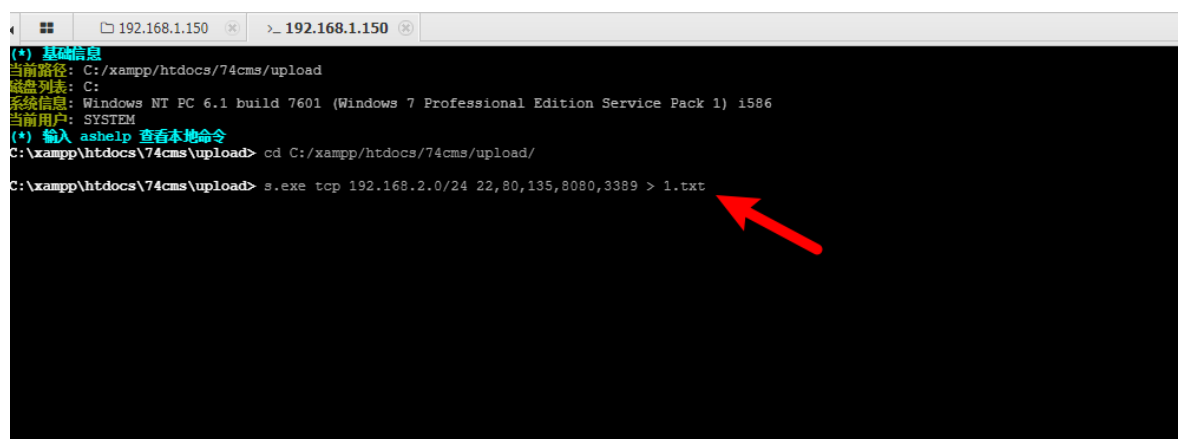 192.168.1.150 >_ 192.168.1.150
(*) 基础信息
当前路径: C:/xampp/htdocs/74cms/upload
磁盘列表: C:
系统信息: Windows NT PC 6.1 build 7601 (Windows 7 Professional Edition Service Pack 1) i586
当前用户: SYSTEM
(*) 输入 ashelp 查看本地命令
C:\xampp\htdocs\74cms\upload> cd C:/xampp/htdocs/74cms/upload/
C:\xampp\htdocs\74cms\upload> s.exe tcp 192.168.2.0/24 22,80,135,8080,3389 > 1.txt